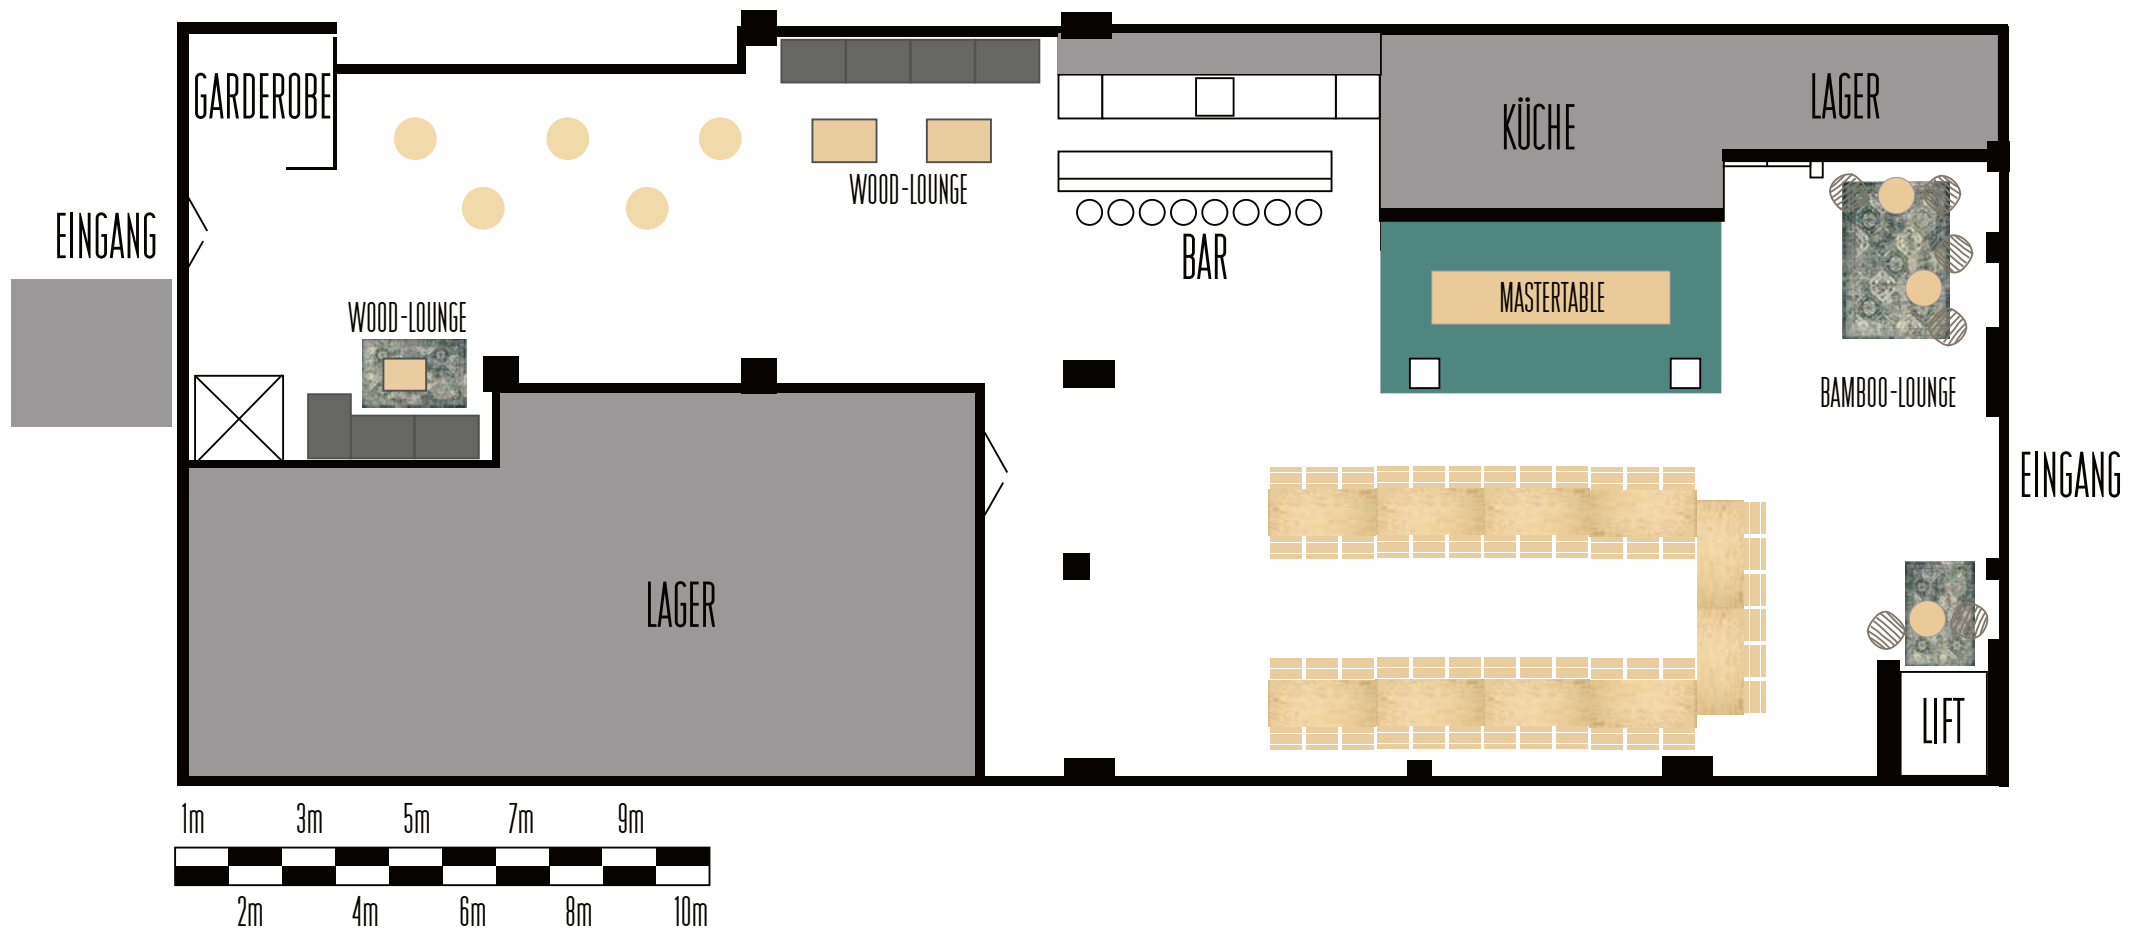 GARDEROBE
LAGER
KÜCHE
WOOD-LOUNGE
EINGANG
BAR
MASTERTABLE
WOOD-LOUNGE
BAMBOO-LOUNGE
EINGANG
LAGER
LIFT
1m 3m 5m 7m 9m
2m 4m 6m 8m 10m